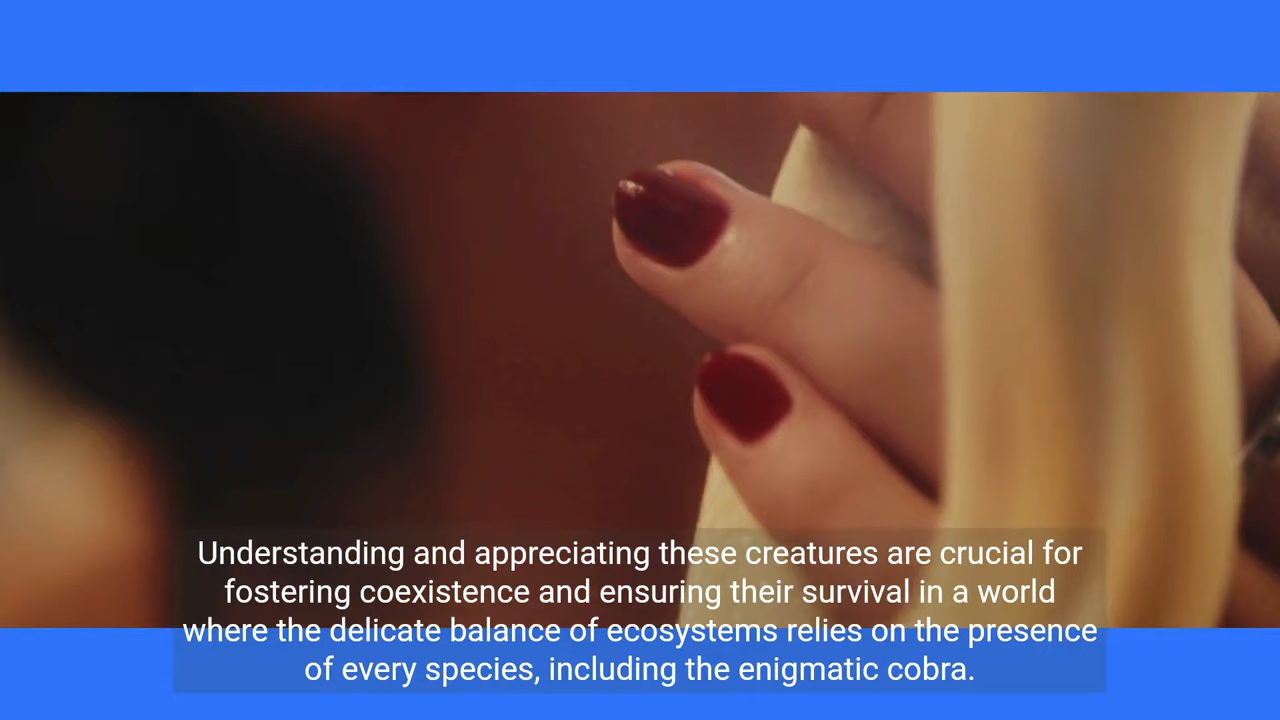 Understanding and appreciating these creatures are crucial for
fostering coexistence and ensuring their survival in a world
where the delicate balance of ecosystems relies on the presence
of every species, including the enigmatic cobra.